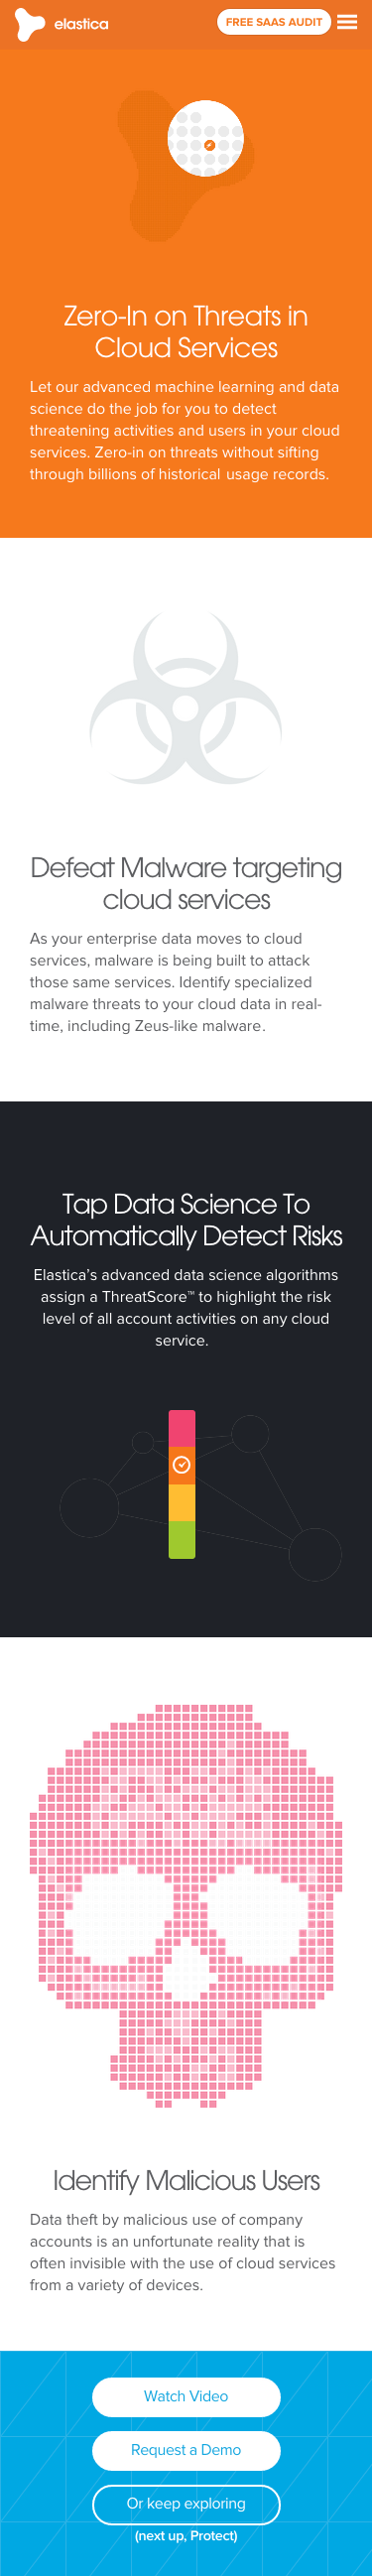 elastica
FREE SAAS AUDIT
Zero-In on Threats in
Cloud Services
Let our advanced machine learning and data
science do the job for you to detect
threatening activities and users in your cloud
services. Zero-in on threats without sifting
through billions of historical usage records.
Defeat Malware targeting
cloud services
As your enterprise data moves to cloud
services, malware is being built to attack
those same services. Identify specialized
malware threats to your cloud data in real-
time, including Zeus-like malware.
Tap Data Science To
Automatically Detect Risks
Elastica’s advanced data science algorithms
assign a ThreatScore™ to highlight the risk
level of all account activities on any cloud
service.
Identify Malicious Users
Data theft by malicious use of company
accounts is an unfortunate reality that is
often invisible with the use of cloud services
from a variety of devices.
Watch Video
Request a Demo
Or keep exploring
(next up, Protect)